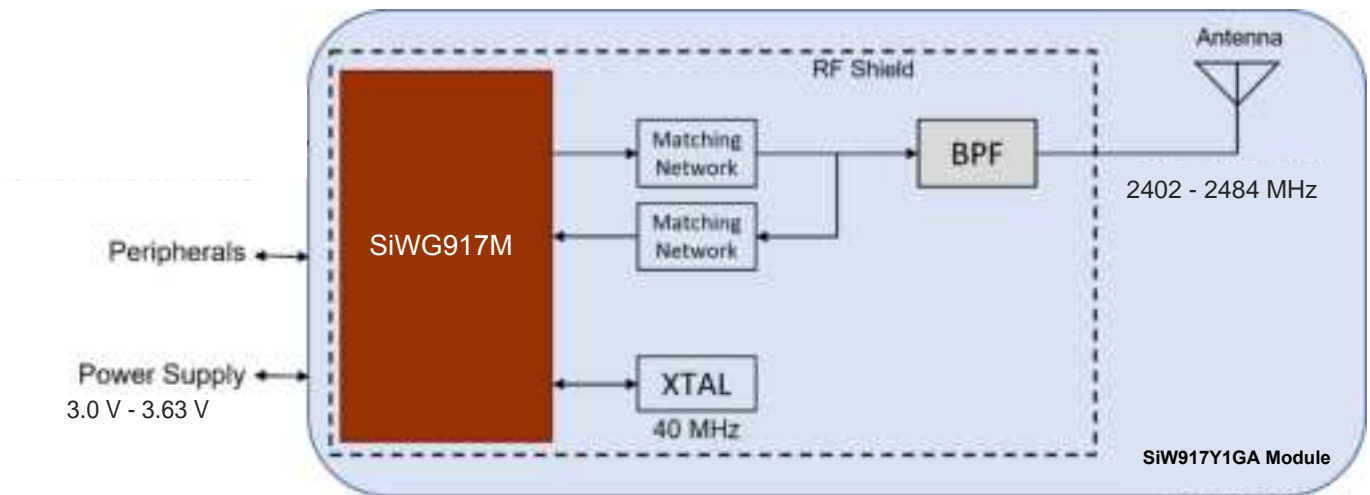 Antenna
RF Shield
Matching
Network
BPF
2402 - 2484 MHz
Matching
Network
SiWG917M
Peripherals
Power Supply
3.0 V - 3.63 V
XTAL
40 MHz
SiW917Y1GA Module